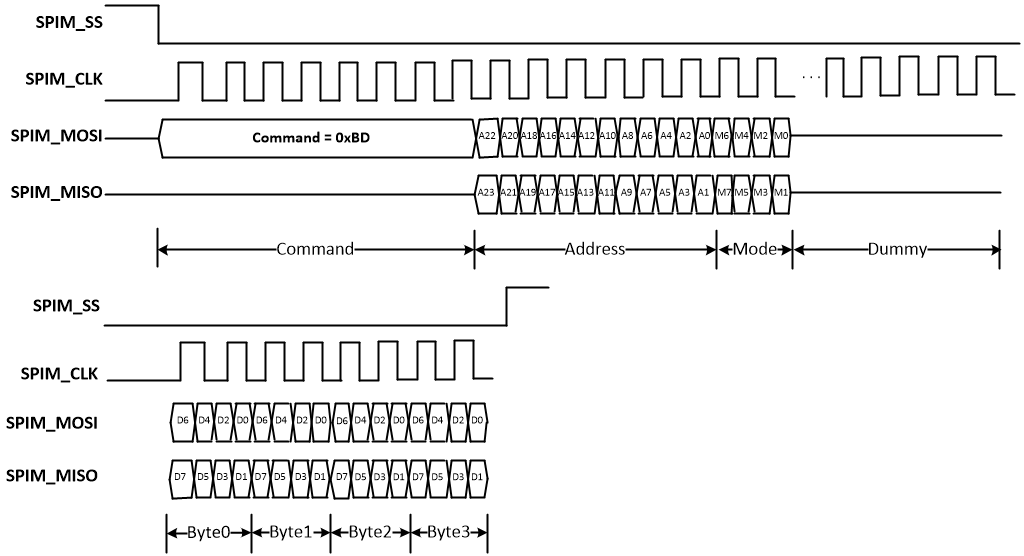 SPIM_SS
SPIM_CLK
...
SPIM_MOSI Command = 0xBD A22 A20 A18 A16 A14 A12 A10 A8 A6 A4 A2 A0 M6 M4 M2 M0
SPIM_MISO A23 A21 A19 A17 A15 A13 A11 A9 A7 A5 A3 A1 M7 M5 M3 M1
Command Address Mode Dummy
SPIM_SS
SPIM_CLK
SPIM_MOSI D6 D4 D2 D0 D6 D4 D2 D0 D6 D4 D2 D0 D6 D4 D2 D0
SPIM_MISO D7 D5 D3 D1 D7 D5 D3 D1 D7 D5 D3 D1 D7 D5 D3 D1
Byte0 Byte1 Byte2 Byte3